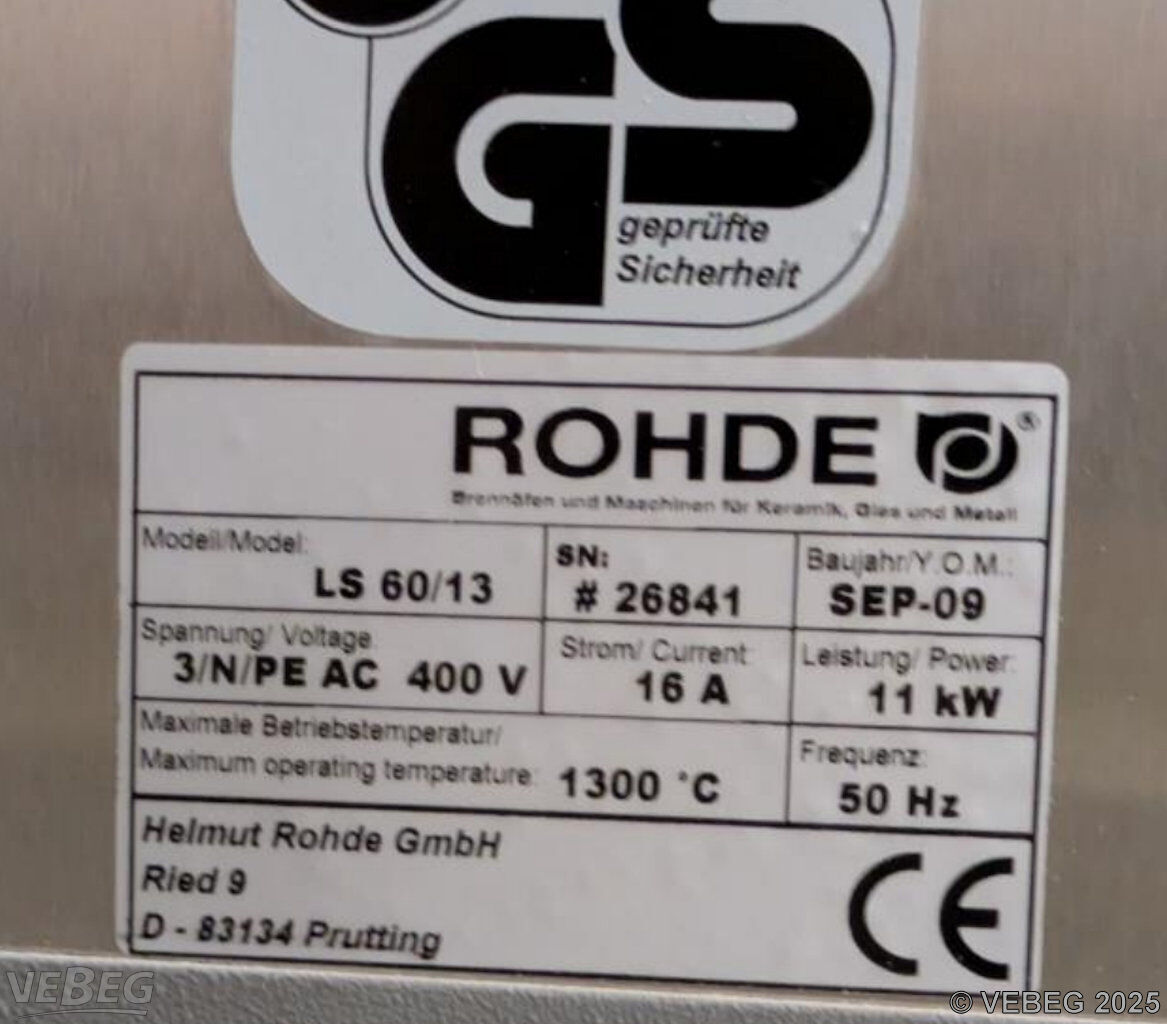 GS
geprüfte
Sicherheit
ROHDE ®
Brennöfen und Maschinen für Keramik, Glas und Metall
Modell/Model:
LS 60/13
SN:
# 26841
Baujahr/Y.O.M.:
SEP-09
Spannung/ Voltage:
3/N/PE AC 400 V
Strom/ Current:
16 A
Leistung/ Power:
11 kW
Maximale Betriebstemperatur/
Maximum operating temperature: 1300 °C
Frequenz:
50 Hz
Helmut Rohde GmbH
Ried 9
D - 83134 Prutting
CE
VEBEG
© VEBEG 2025